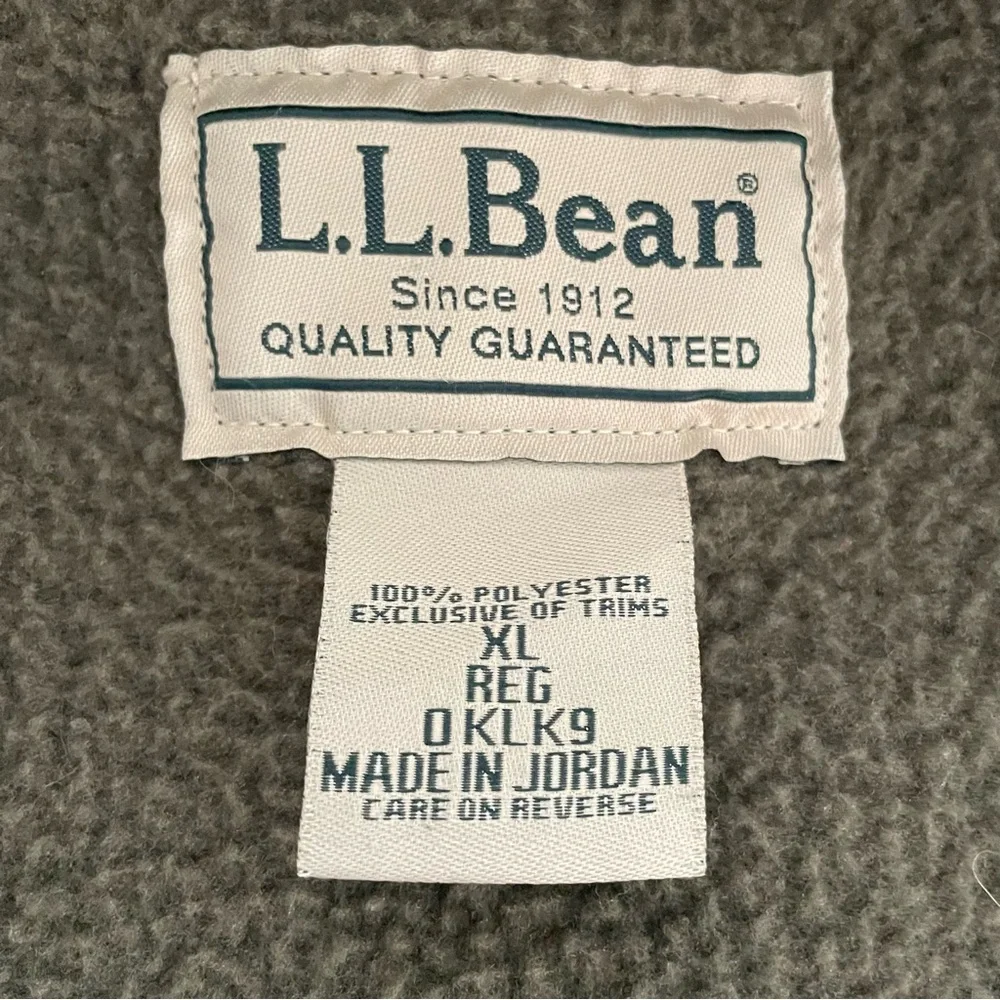 L.L.Bean®
Since 1912
QUALITY GUARANTEED
100% POLYESTER
EXCLUSIVE OF TRIMS
XL
REG
0KLK9
MADE IN JORDAN
CARE ON REVERSE